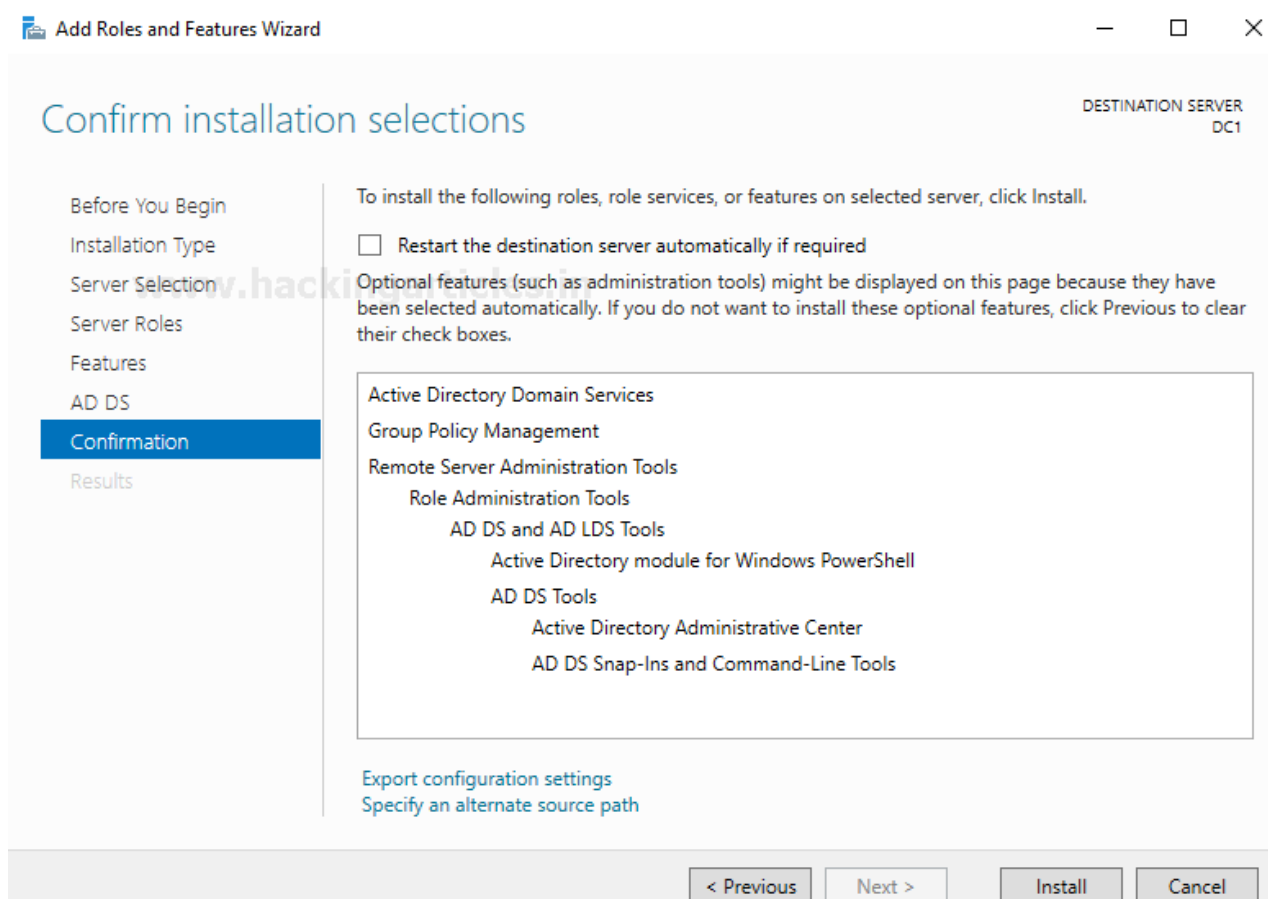 Add Roles and Features Wizard
Confirm installation selections
DESTINATION SERVER
DC1
Before You Begin
Installation Type
Server Selection
Server Roles
Features
AD DS
Confirmation
Results
To install the following roles, role services, or features on selected server, click Install.
Restart the destination server automatically if required
Optional features (such as administration tools) might be displayed on this page because they have
been selected automatically. If you do not want to install these optional features, click Previous to clear
their check boxes.
www.hackingarticles.in
Active Directory Domain Services
Group Policy Management
Remote Server Administration Tools
Role Administration Tools
AD DS and AD LDS Tools
Active Directory module for Windows PowerShell
AD DS Tools
Active Directory Administrative Center
AD DS Snap-Ins and Command-Line Tools
Export configuration settings
Specify an alternate source path
< Previous
Next >
Install
Cancel